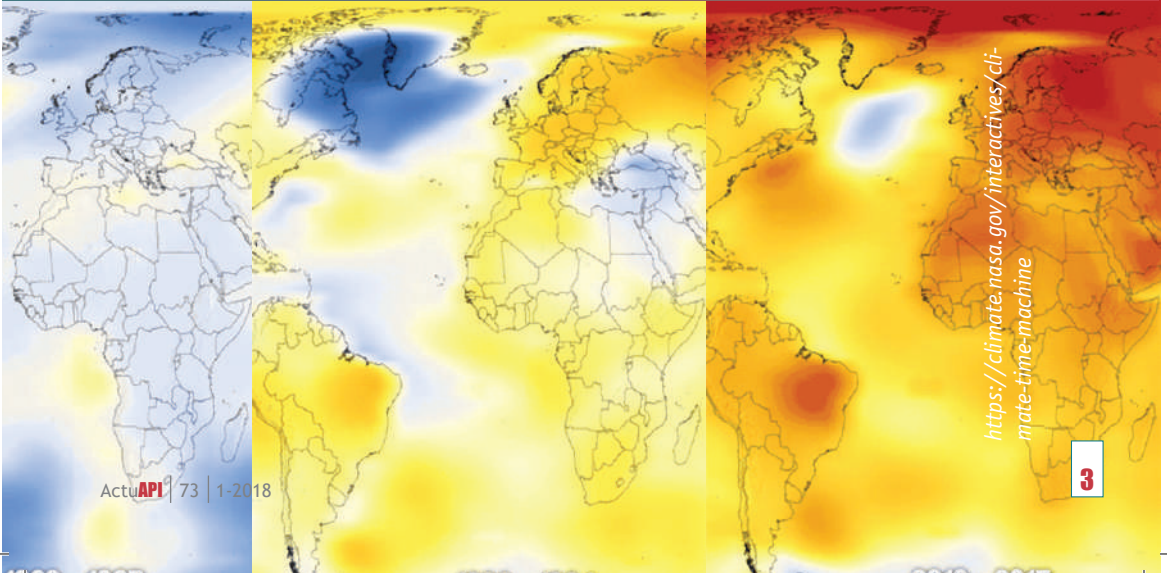 https://climate.nasa.gov/interactives/cli-
mate-time-machine
ActuAPI | 73 | 1-2018
3